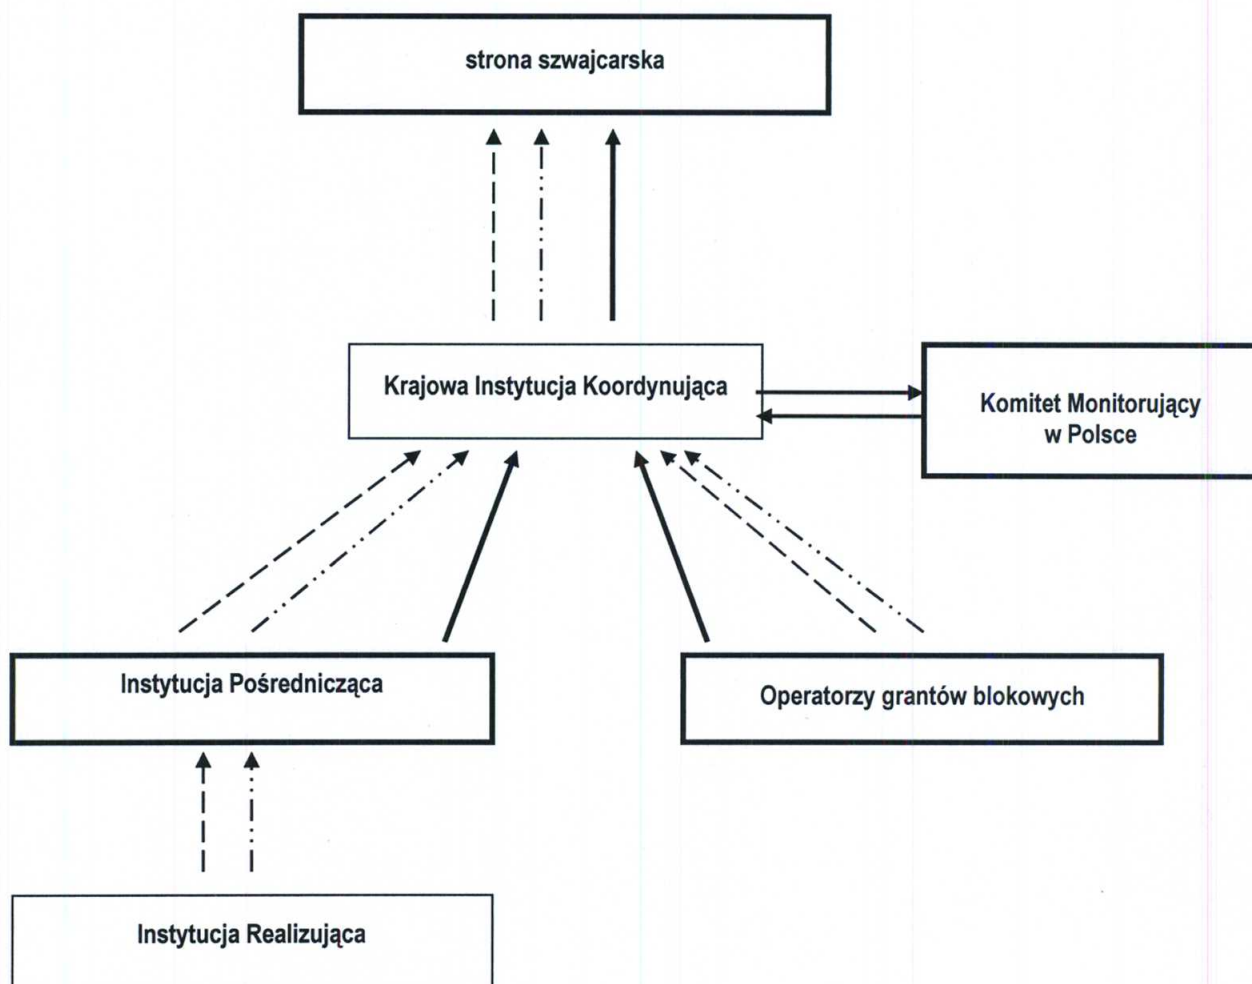 strona szwajcarska
Krajowa Instytucja Koordynująca
Komitet Monitorujący
w Polsce
Instytucja Pośrednicząca
Operatorzy grantów blokowych
Instytucja Realizująca